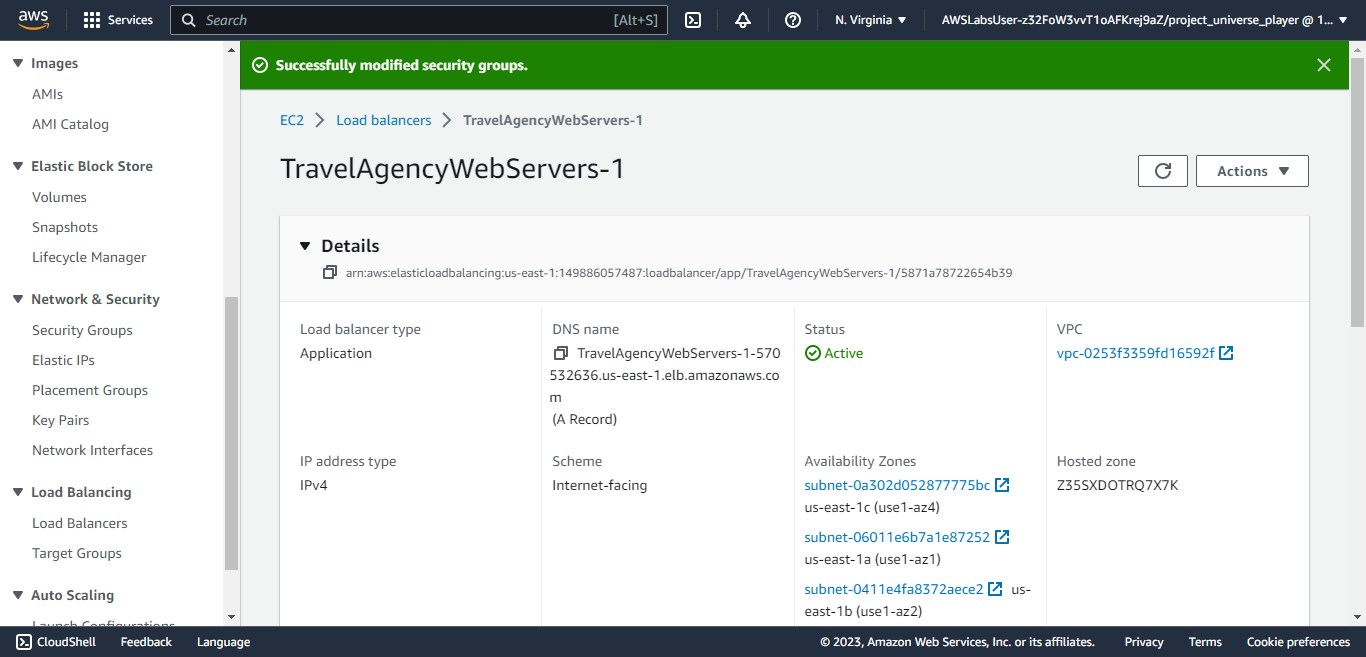 aws
Services
Search
[Alt+S]
N. Virginia
AWSLabsUser-z32FoW3vvT1oAFKrej9aZ/project_universe_player @ 1...
Images
AMIs
AMI Catalog
Elastic Block Store
Volumes
Snapshots
Lifecycle Manager
Network & Security
Security Groups
Elastic IPs
Placement Groups
Key Pairs
Network Interfaces
Load Balancing
Load Balancers
Target Groups
Auto Scaling
Launch Configurations
Successfully modified security groups.
EC2 > Load balancers > TravelAgencyWebServers-1
TravelAgencyWebServers-1
Actions
Details
arn:aws:elasticloadbalancing:us-east-1:149886057487:loadbalancer/app/TravelAgencyWebServers-1/5871a78722654b39
Load balancer type
Application
DNS name
TravelAgencyWebServers-1-570
532636.us-east-1.elb.amazonaws.co
m
(A Record)
Status
Active
VPC
vpc-0253f3359fd16592f
IP address type
IPv4
Scheme
Internet-facing
Availability Zones
subnet-0a302d052877775bc
us-east-1c (use1-az4)
subnet-06011e6b7a1e87252
us-east-1a (use1-az1)
subnet-0411e4fa8372aece2 us-
east-1b (use1-az2)
Hosted zone
Z35SXDOTRQ7X7K
CloudShell
Feedback
Language
© 2023, Amazon Web Services, Inc. or its affiliates.
Privacy
Terms
Cookie preferences